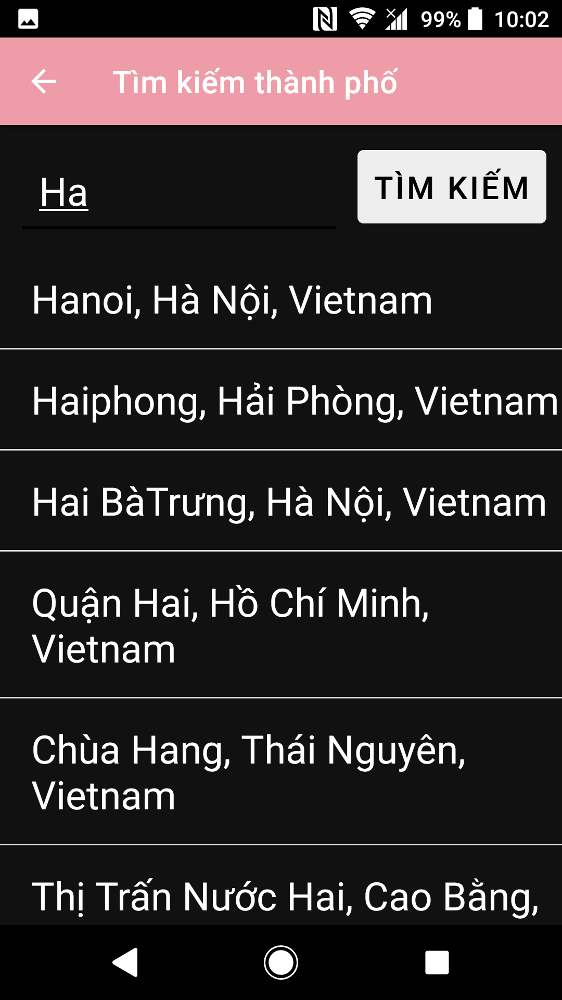 99% 10:02
Tìm kiếm thành phố
Ha
TÌM KIẾM
Hanoi, Hà Nội, Vietnam
Haiphong, Hải Phòng, Vietnam
Hai BàTrưng, Hà Nội, Vietnam
Quận Hai, Hồ Chí Minh,
Vietnam
Chùa Hang, Thái Nguyên,
Vietnam
Thị Trấn Nước Hai, Cao Bằng,